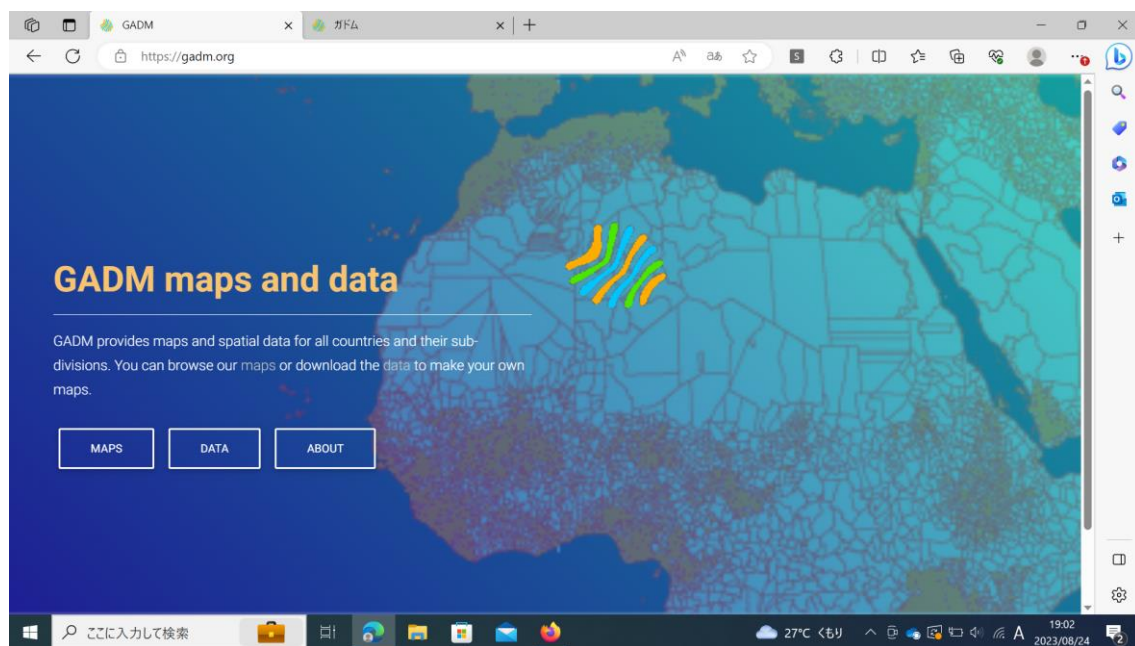 GADM
ガドム
https://gadm.org
GADM maps and data
GADM provides maps and spatial data for all countries and their sub-
divisions. You can browse our maps or download the data to make your own
maps.
MAPS
DATA
ABOUT
ここに入力して検索
27°C くもり
A
19:02
2023/08/24
2